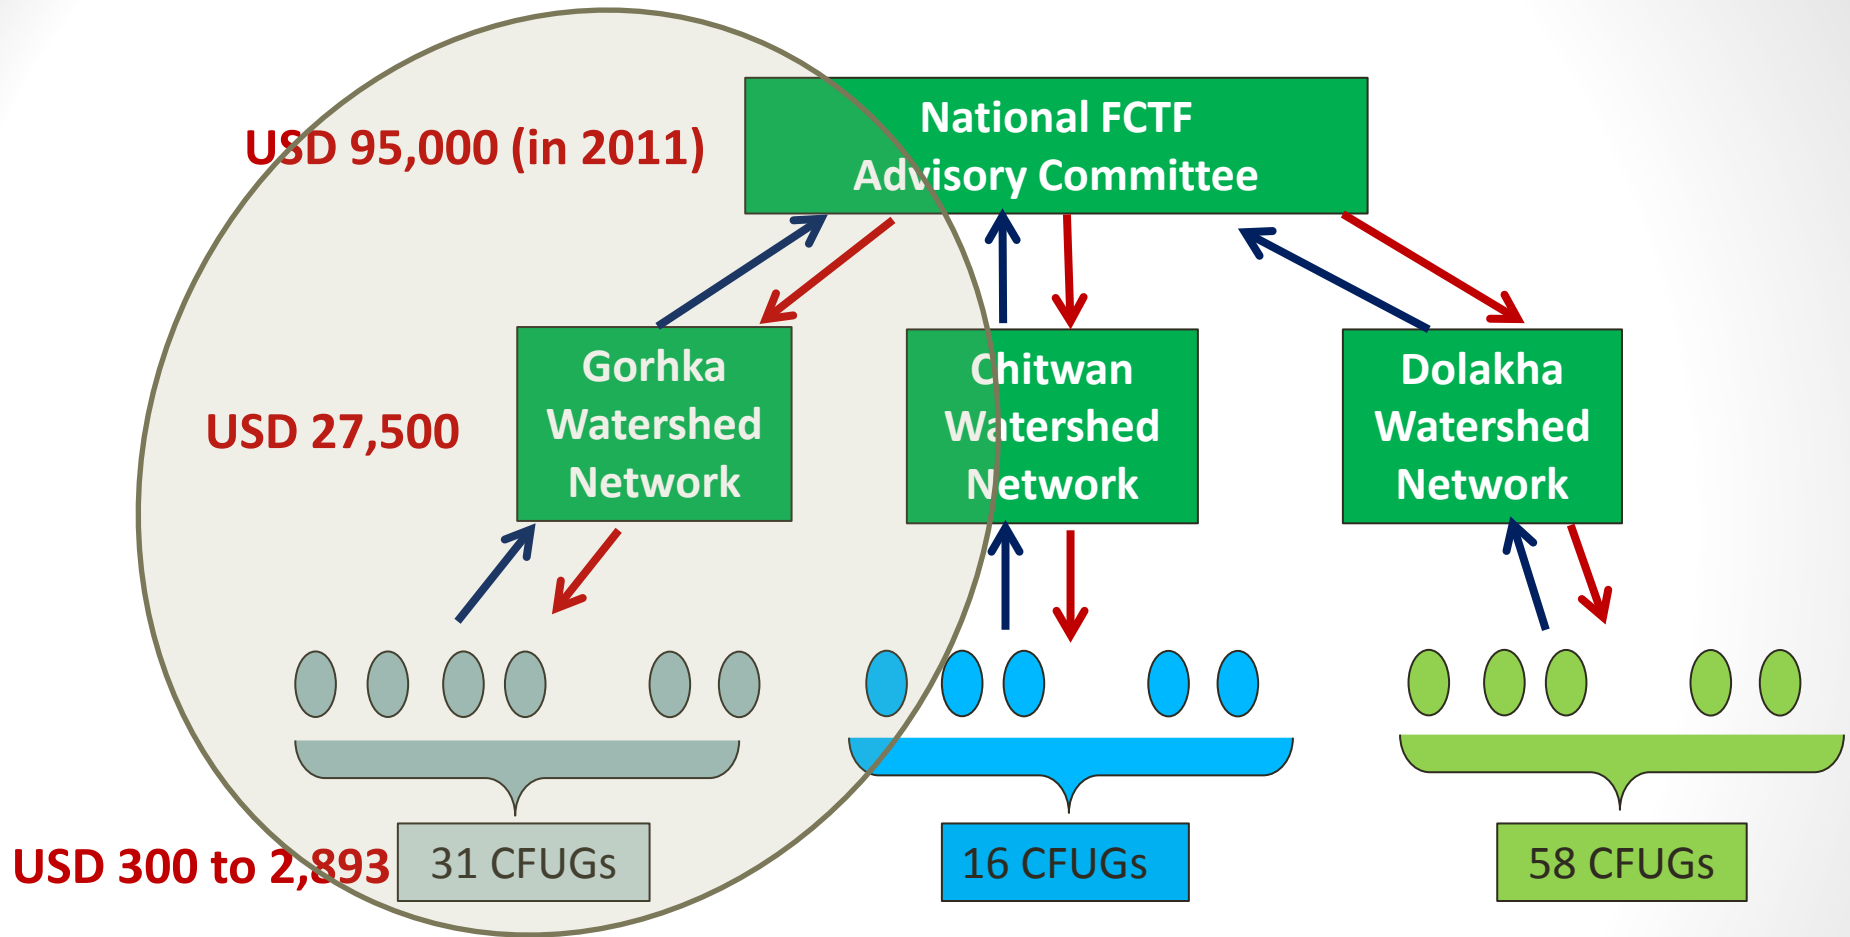 USD 95,000 (in 2011)
National FCTF
Advisory Committee
USD 27,500
Gorhka
Watershed
Network
Chitwan
Watershed
Network
Dolakha
Watershed
Network
USD 300 to 2,893
31 CFUGs
16 CFUGs
58 CFUGs